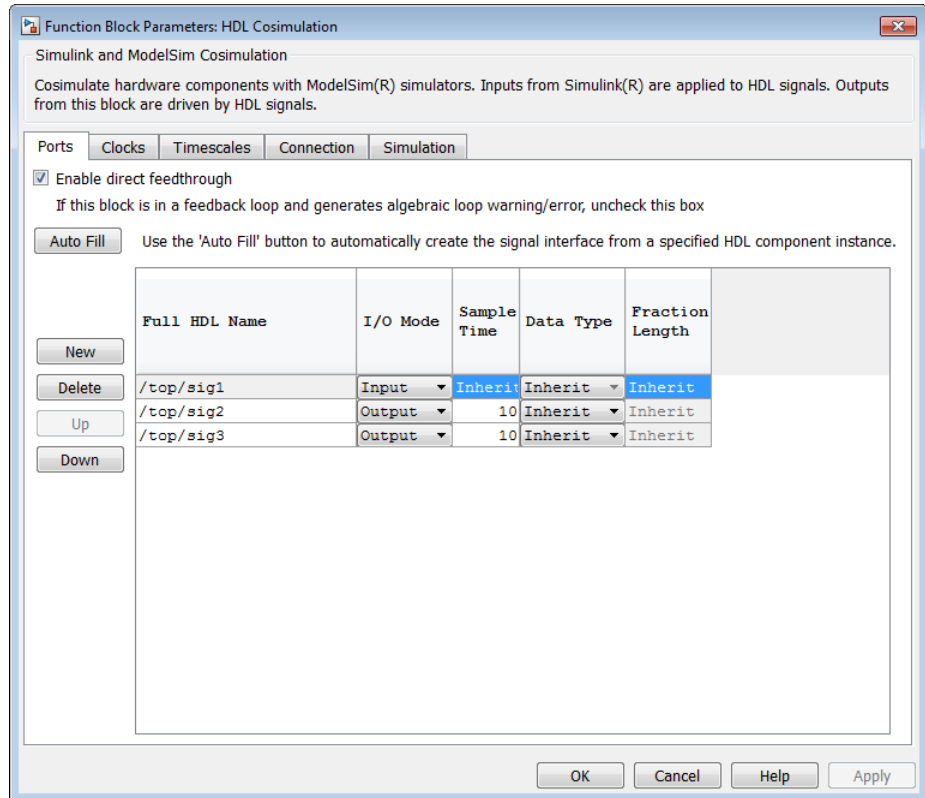 Function Block Parameters: HDL Cosimulation
Simulink and ModelSim Cosimulation
Cosimulate hardware components with ModelSim(R) simulators. Inputs from Simulink(R) are applied to HDL signals. Outputs
from this block are driven by HDL signals.
Ports Clocks Timescales Connection Simulation
Enable direct feedthrough
If this block is in a feedback loop and generates algebraic loop warning/error, uncheck this box
Auto Fill Use the 'Auto Fill' button to automatically create the signal interface from a specified HDL component instance.
Full HDL Name I/O Mode Sample Time Data Type Fraction Length
New
Delete /top/sig1 Input Inherit Inherit Inherit
/top/sig2 Output 10 Inherit Inherit
Up
/top/sig3 Output 10 Inherit Inherit
Down
OK Cancel Help Apply